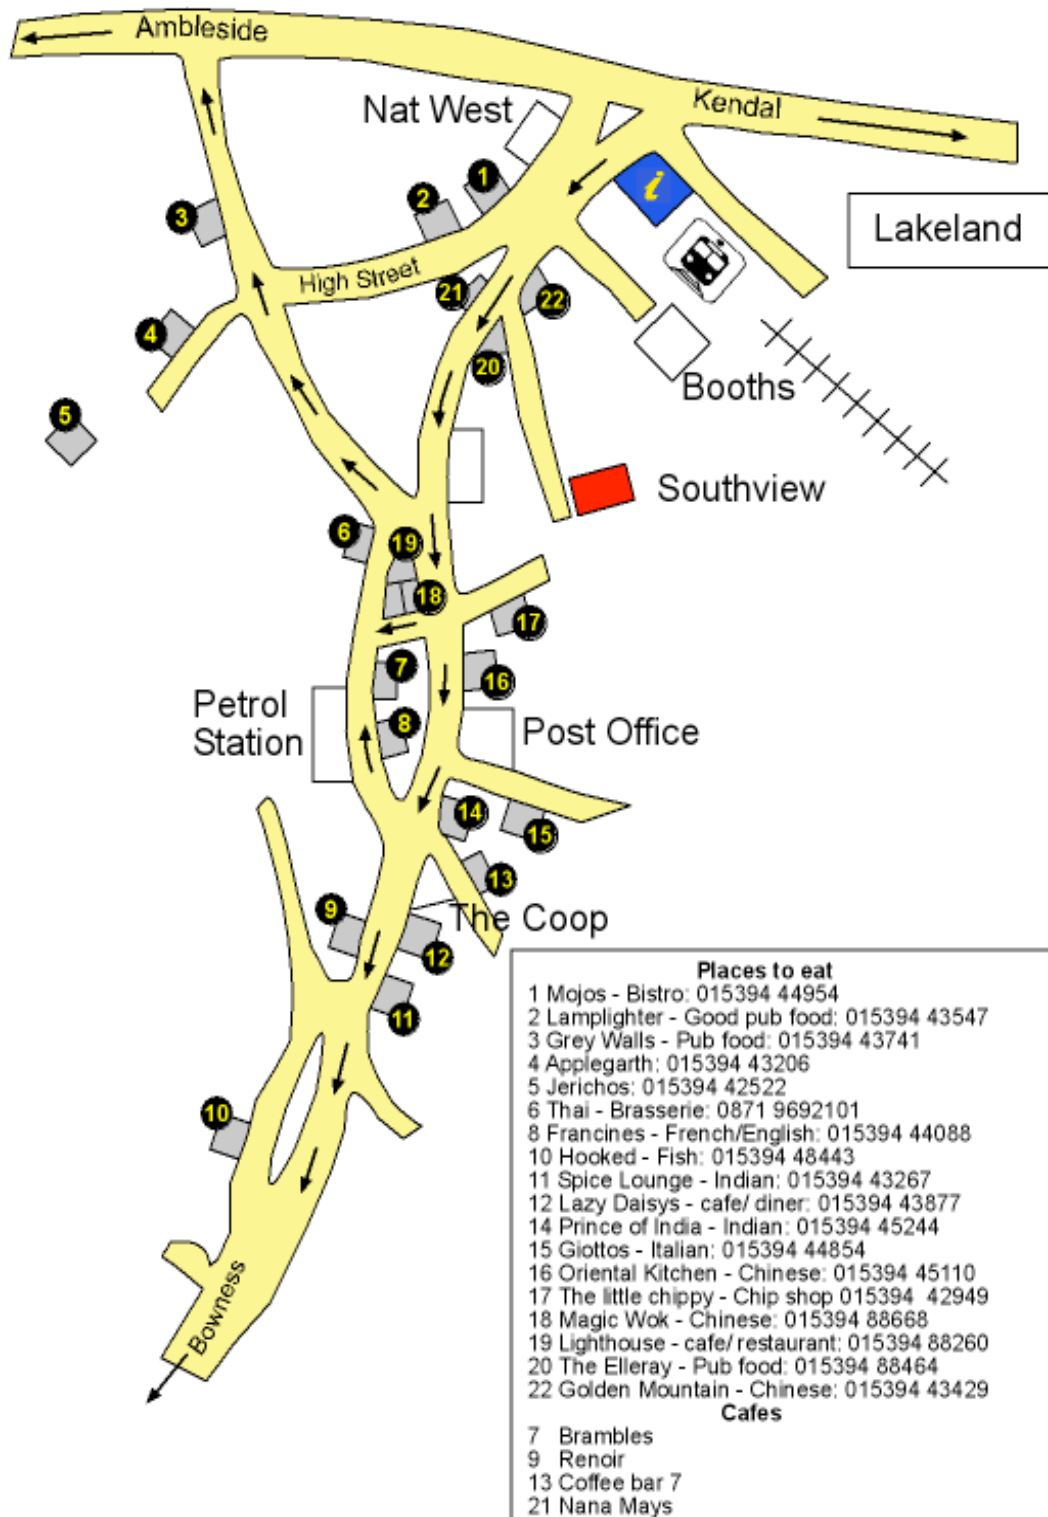 Ambleside
Kendal
Nat West
1
2
3
i
Lakeland
High Street
21
22
4
20
Booths
5
Southview
6
19
18
17
7
16
Petrol
Station
8
Post Office
14
15
13
9
The Coop
12
11
10
Bowness
Places to eat
1 Mojos - Bistro: 015394 44954
2 Lamplighter - Good pub food: 015394 43547
3 Grey Walls - Pub food: 015394 43741
4 Applegarth: 015394 43206
5 Jerichos: 015394 42522
6 Thai - Brasserie: 0871 9692101
8 Francines - French/English: 015394 44088
10 Hooked - Fish: 015394 48443
11 Spice Lounge - Indian: 015394 43267
12 Lazy Daisys - cafe/ diner: 015394 43877
14 Prince of India - Indian: 015394 45244
15 Giottos - Italian: 015394 44854
16 Oriental Kitchen - Chinese: 015394 45110
17 The little chippy - Chip shop 015394 42949
18 Magic Wok - Chinese: 015394 88668
19 Lighthouse - cafe/ restaurant: 015394 88260
20 The Elleray - Pub food: 015394 88464
22 Golden Mountain - Chinese: 015394 43429
Cafes
7 Brambles
9 Renoir
13 Coffee bar 7
21 Nana Mays